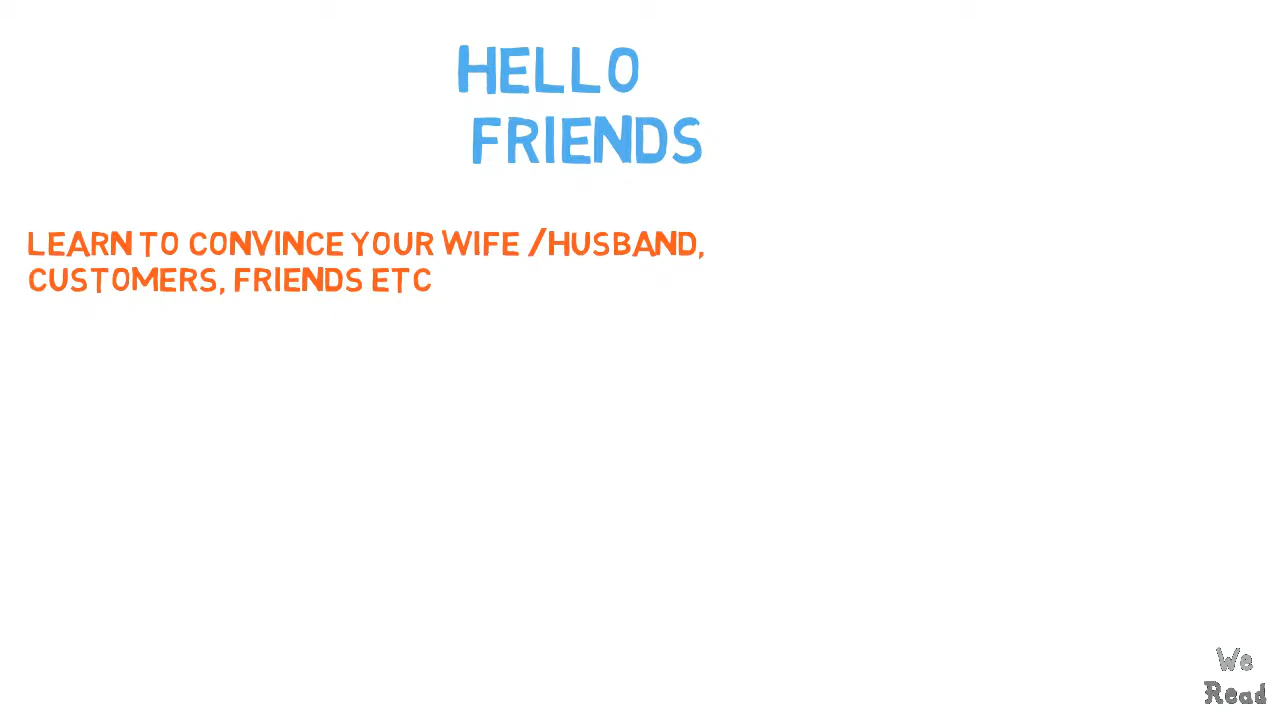 HELLO
FRIENDS
LEARN TO CONVINCE YOUR WIFE /HUSBAND,
CUSTOMERS, FRIENDS ETC
We
Read